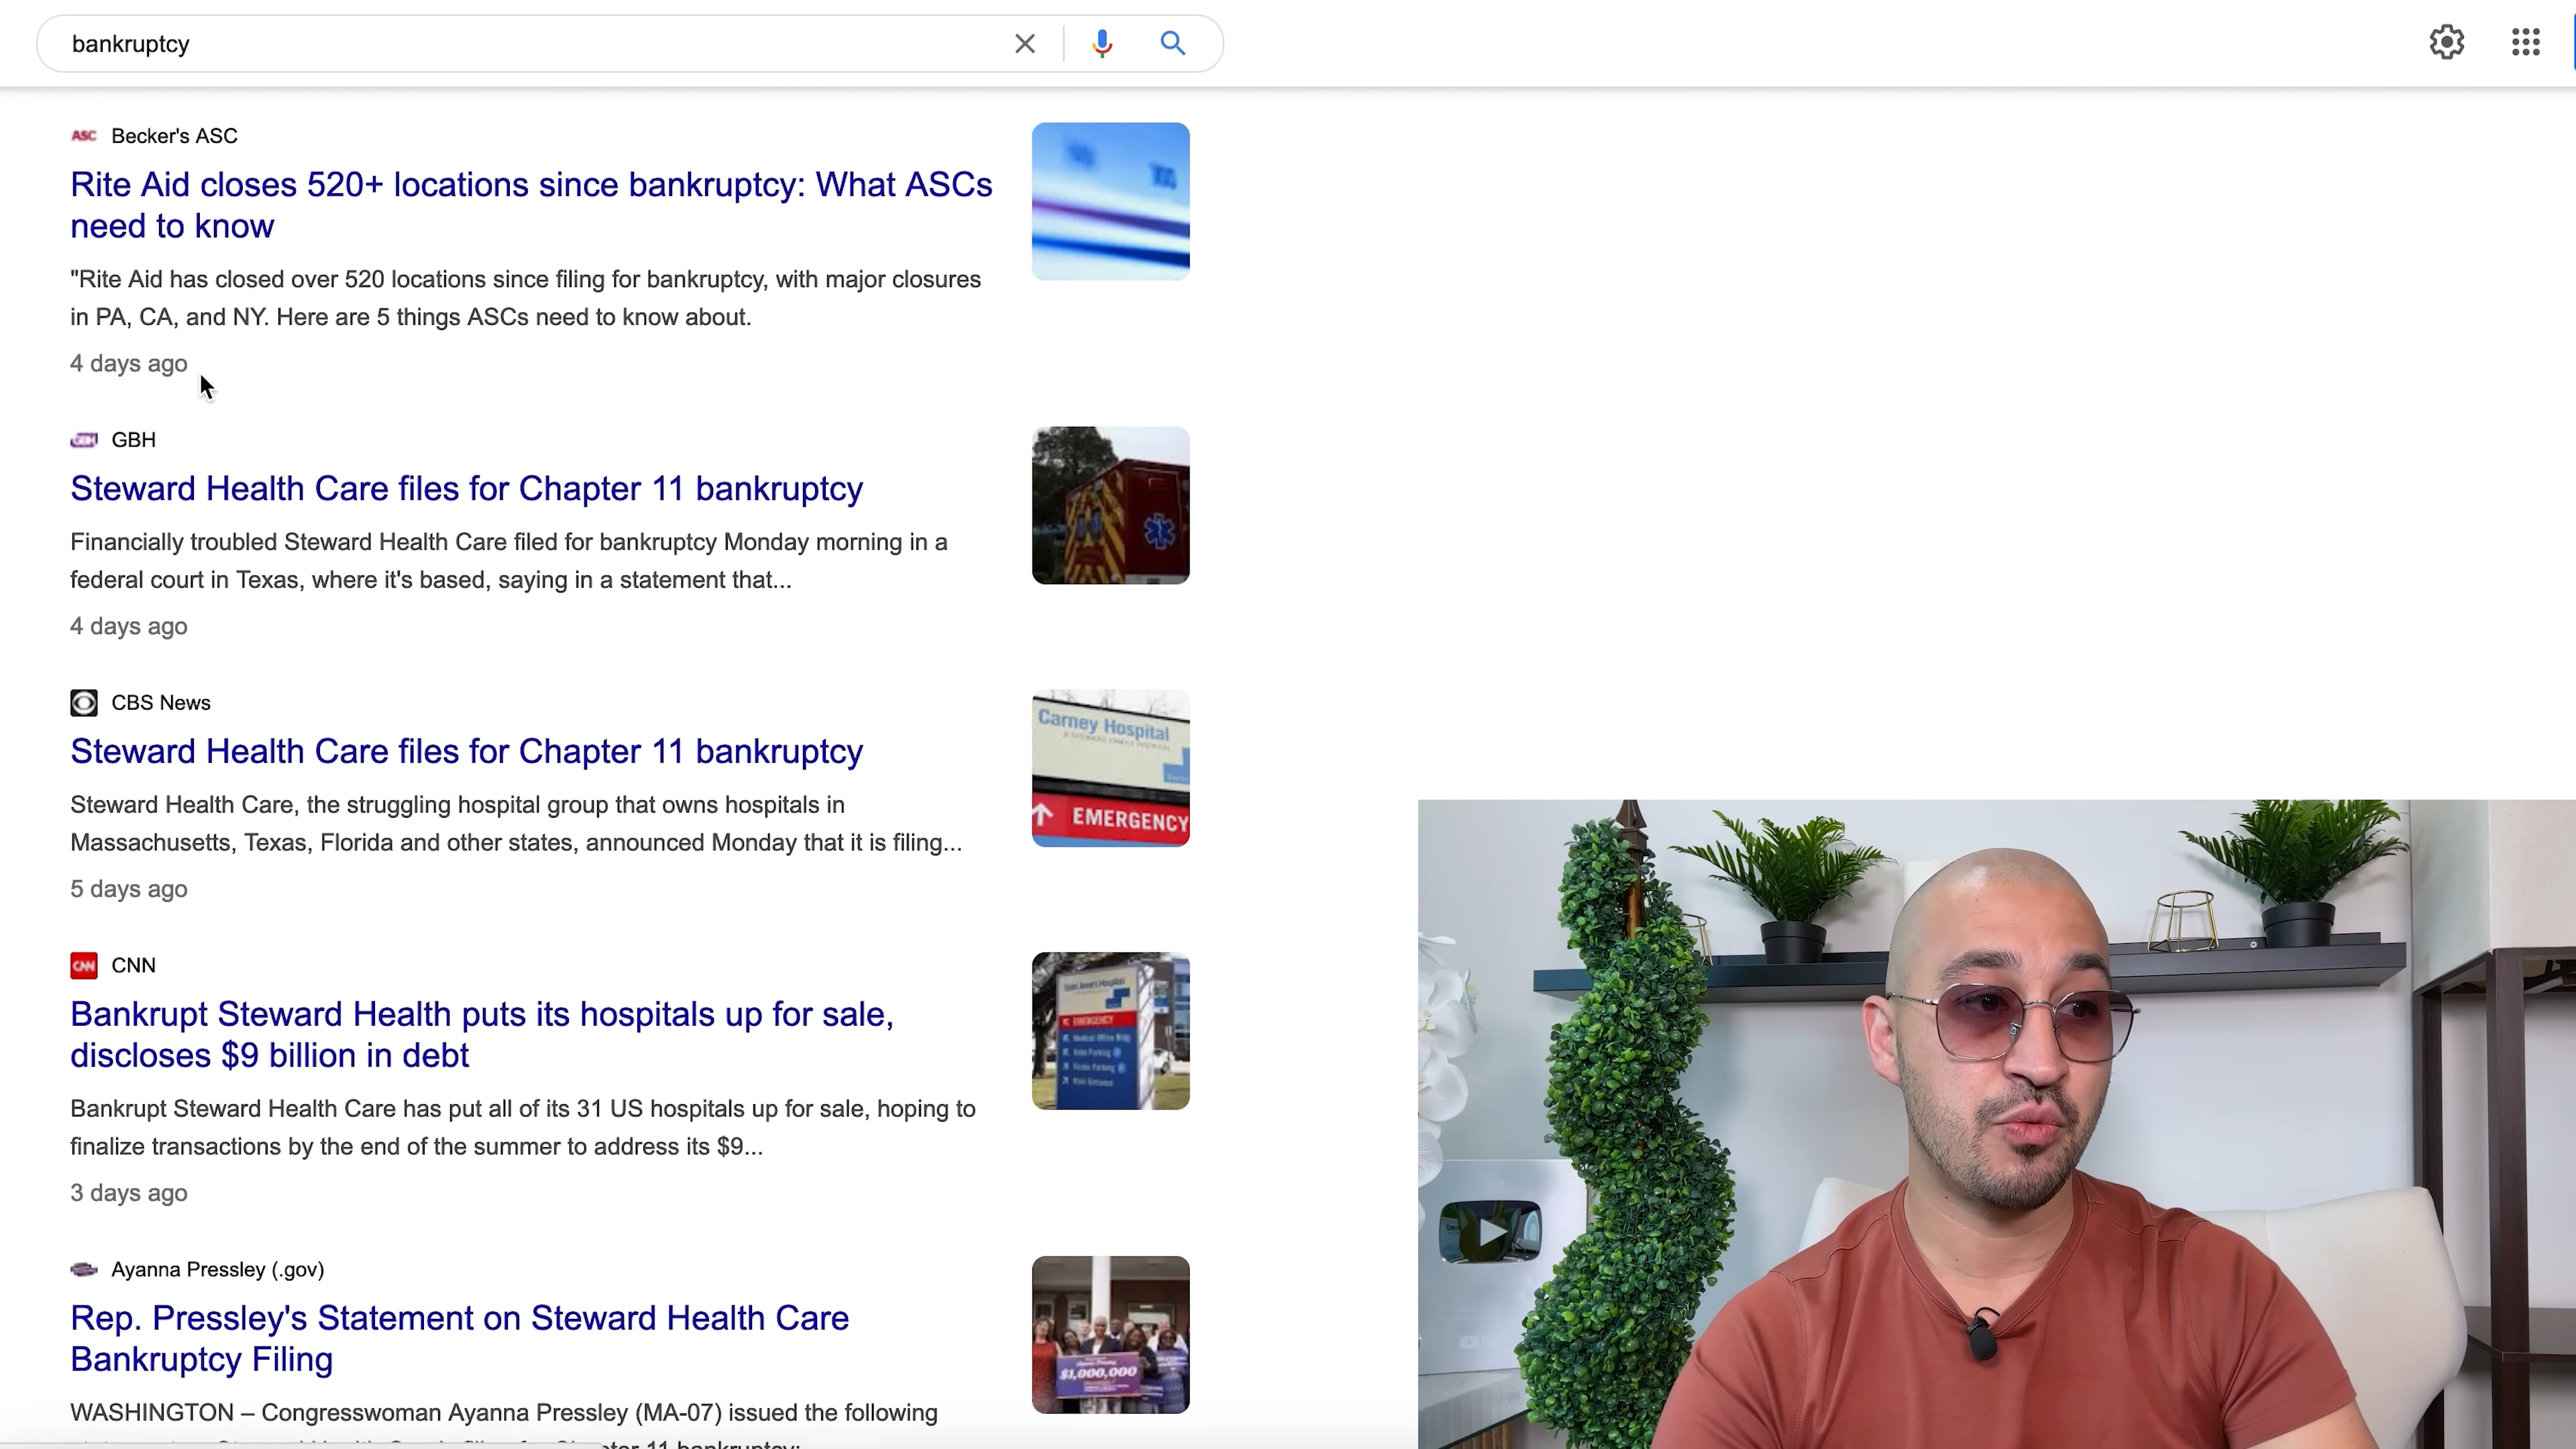 bankruptcy
ASC Becker's ASC
Rite Aid closes 520+ locations since bankruptcy: What ASCs
need to know
"Rite Aid has closed over 520 locations since filing for bankruptcy, with major closures
in PA, CA, and NY. Here are 5 things ASCs need to know about.
4 days ago
GBH GBH
Steward Health Care files for Chapter 11 bankruptcy
Financially troubled Steward Health Care filed for bankruptcy Monday morning in a
federal court in Texas, where it's based, saying in a statement that...
4 days ago
CBS News
Steward Health Care files for Chapter 11 bankruptcy
Carney Hospital
EMERGENCY
Steward Health Care, the struggling hospital group that owns hospitals in
Massachusetts, Texas, Florida and other states, announced Monday that it is filing...
5 days ago
CNN CNN
Bankrupt Steward Health puts its hospitals up for sale,
discloses $9 billion in debt
EMERGENCY
Bankrupt Steward Health Care has put all of its 31 US hospitals up for sale, hoping to
finalize transactions by the end of the summer to address its $9...
3 days ago
Ayanna Pressley (.gov)
Rep. Pressley's Statement on Steward Health Care
Bankruptcy Filing
$1,000,000
WASHINGTON – Congresswoman Ayanna Pressley (MA-07) issued the following
11 bankruptcy: